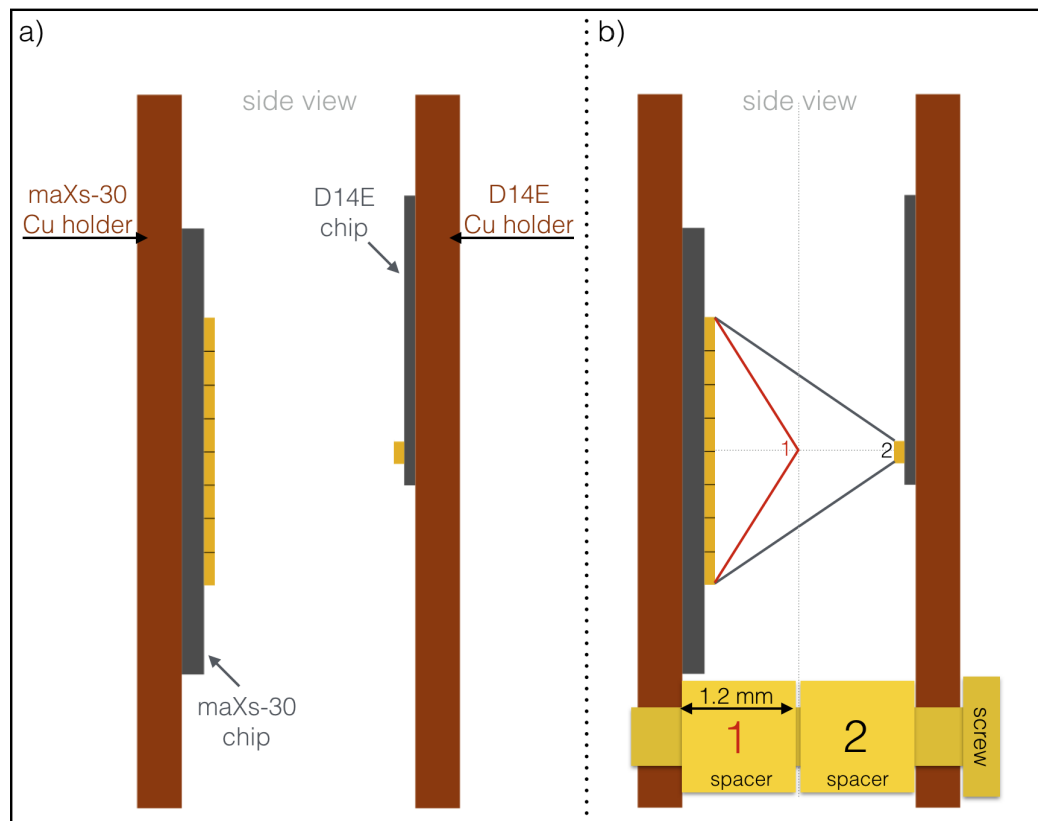 a)
side view
maXs-30
Cu holder
D14E
chip
D14E
Cu holder
maXs-30
chip
b)
side view
1
2
1.2 mm
1
spacer
2
spacer
screw